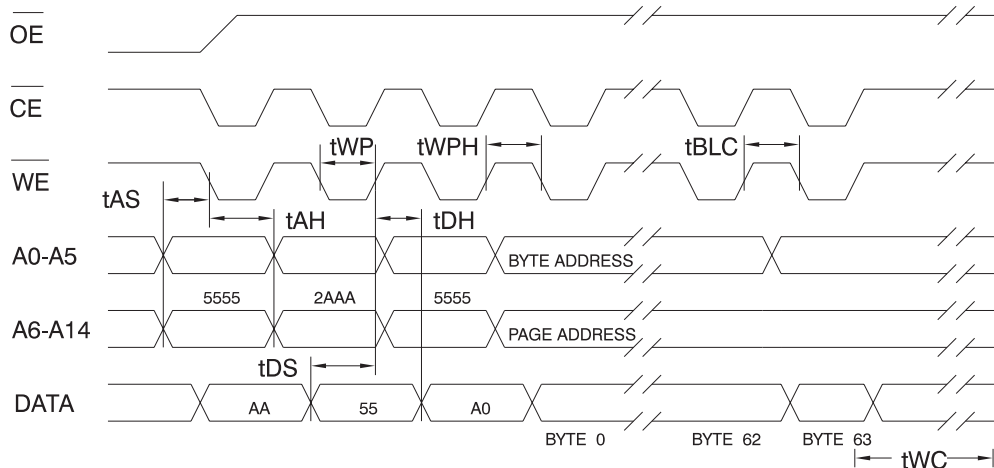 OE
CE
tWP tWPH tBLC
WE
tAS
tAH tDH
A0-A5 BYTE ADDRESS
5555 2AAA 5555
A6-A14 PAGE ADDRESS
tDS
DATA AA 55 A0
BYTE 0 BYTE 62 BYTE 63
tWC